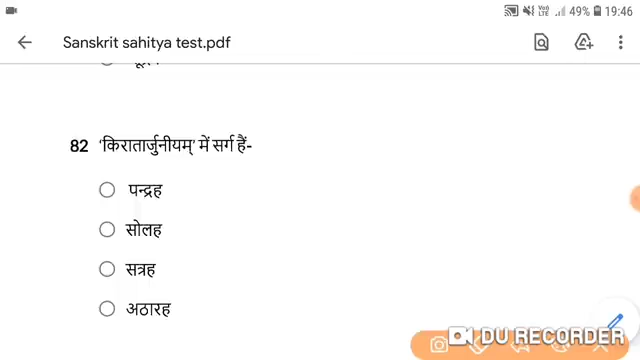 49% 19:46
Sanskrit sahitya test.pdf
82 'किरातार्जुनीयम्' में सर्ग हैं-
पन्द्रह
सोलह
सत्रह
अठारह
DU RECORDER